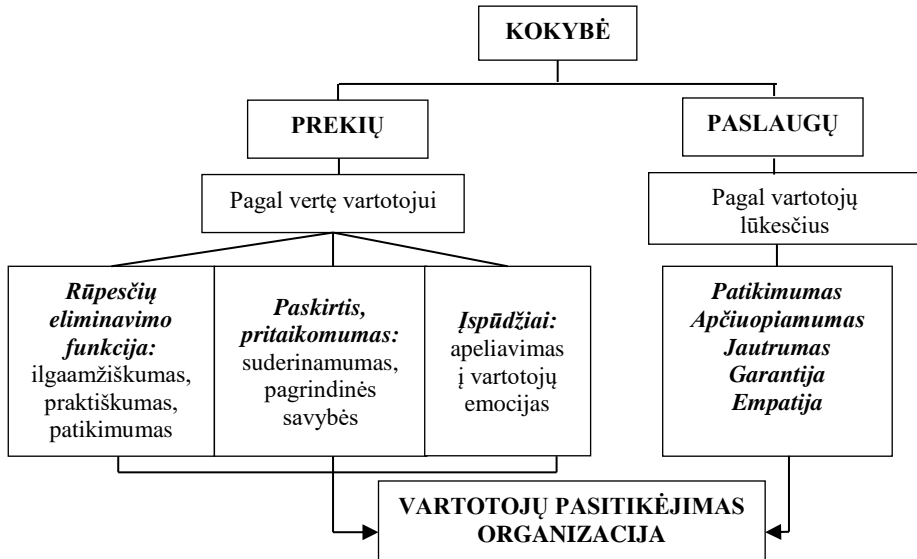 KOKYBĖ
PREKIŲ
PASLAUGŲ
Pagal vertę vartotojui
Pagal vartotojų
lūkesčius
Rūpesčių
eliminavimo
funkcija:
ilgaamžiškumas,
praktiškumas,
patikimumas
Paskirtis,
pritaikomumas:
suderinamumas,
pagrindinės
savybės
Įspūdžiai:
apeliavimas
į vartotojų
emocijas
Patikimumas
Apčiuopiamumas
Jautrumas
Garantija
Empatija
VARTOTOJŲ PASITIKĖJIMAS
ORGANIZACIJA